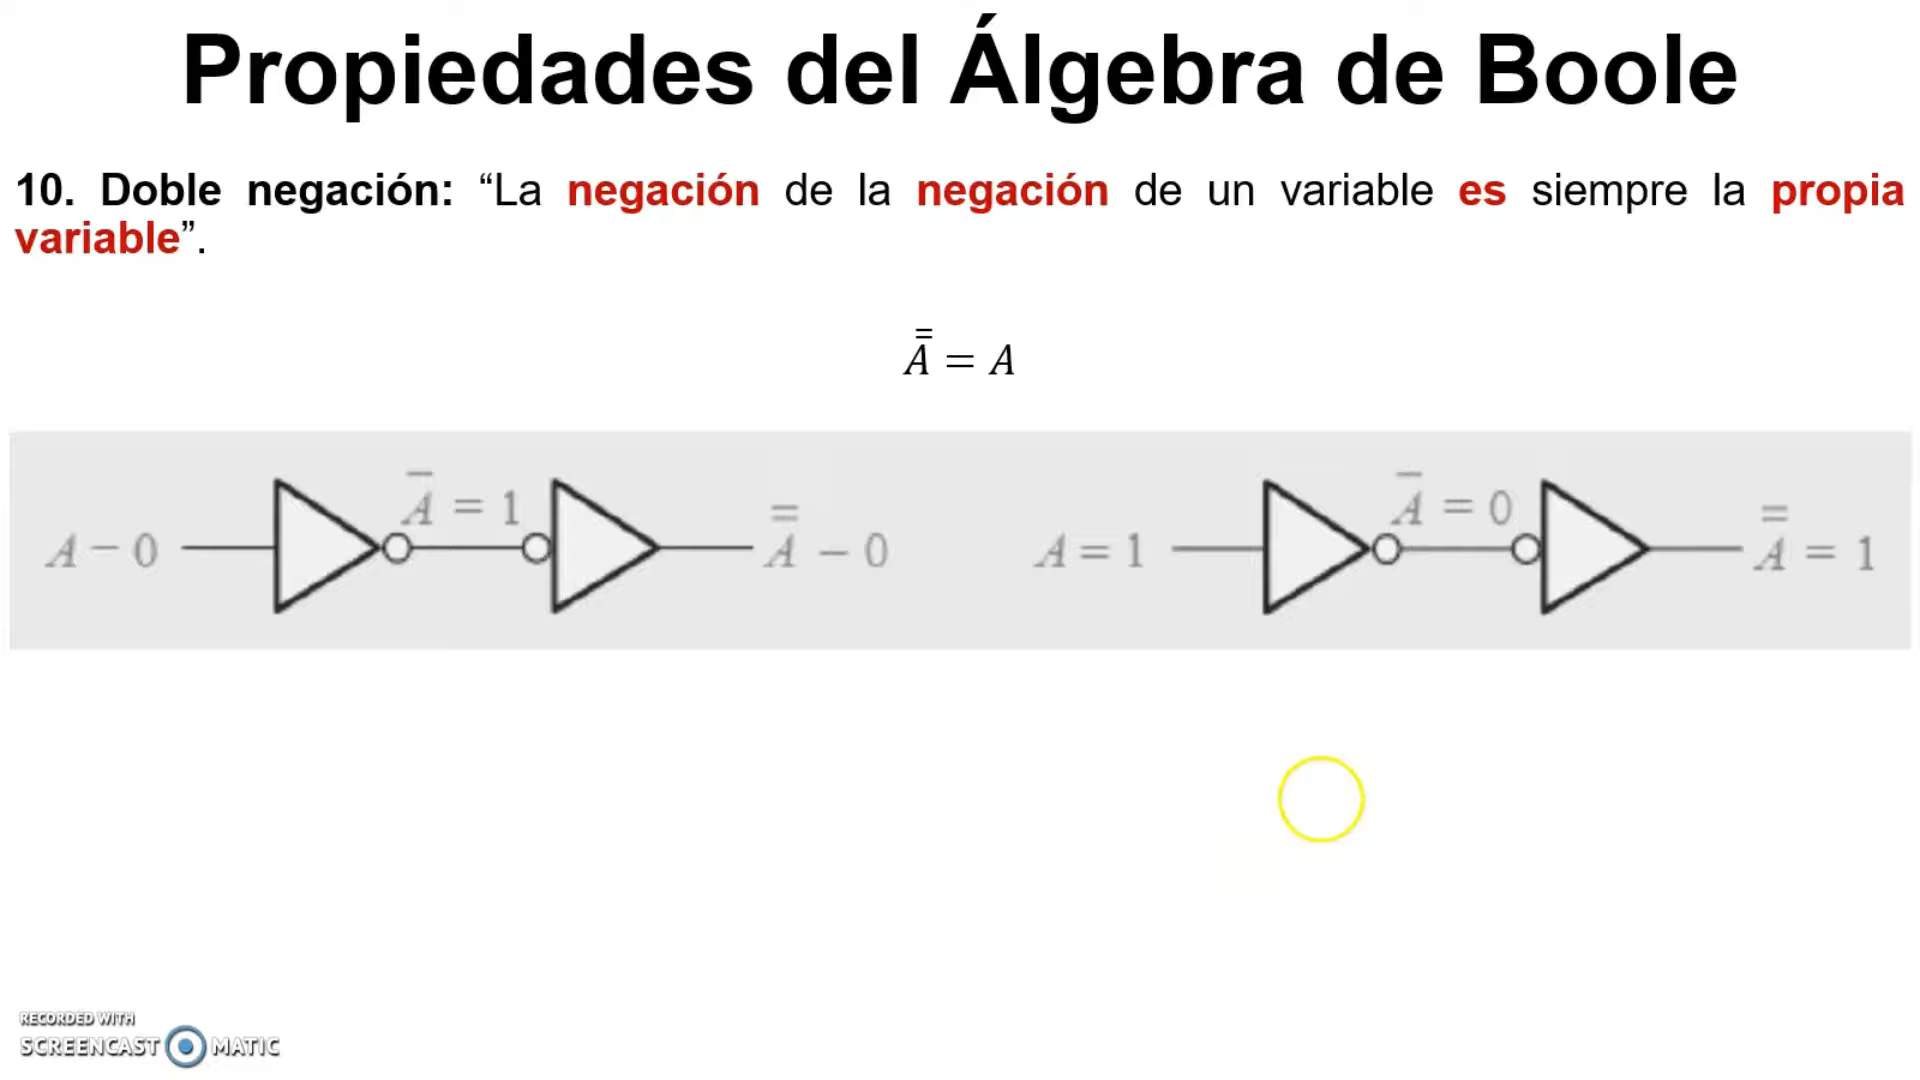 Propiedades del Álgebra de Boole
10. Doble negación: “La negación de la negación de un variable es siempre la propia
variable”.
A̿ = A
A – 0   A̅ = 1   A̿ – 0   A = 1   A̅ = 0   A̿ = 1
RECORDED WITH
SCREENCAST MATIC